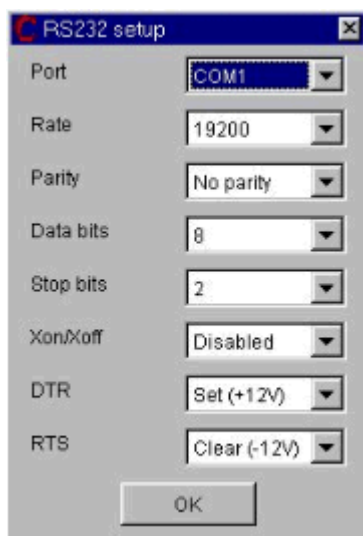 RS232 setup
Port COM1
Rate 19200
Parity No parity
Data bits 8
Stop bits 2
Xon/Xoff Disabled
DTR Set (+12V)
RTS Clear (-12V)
OK